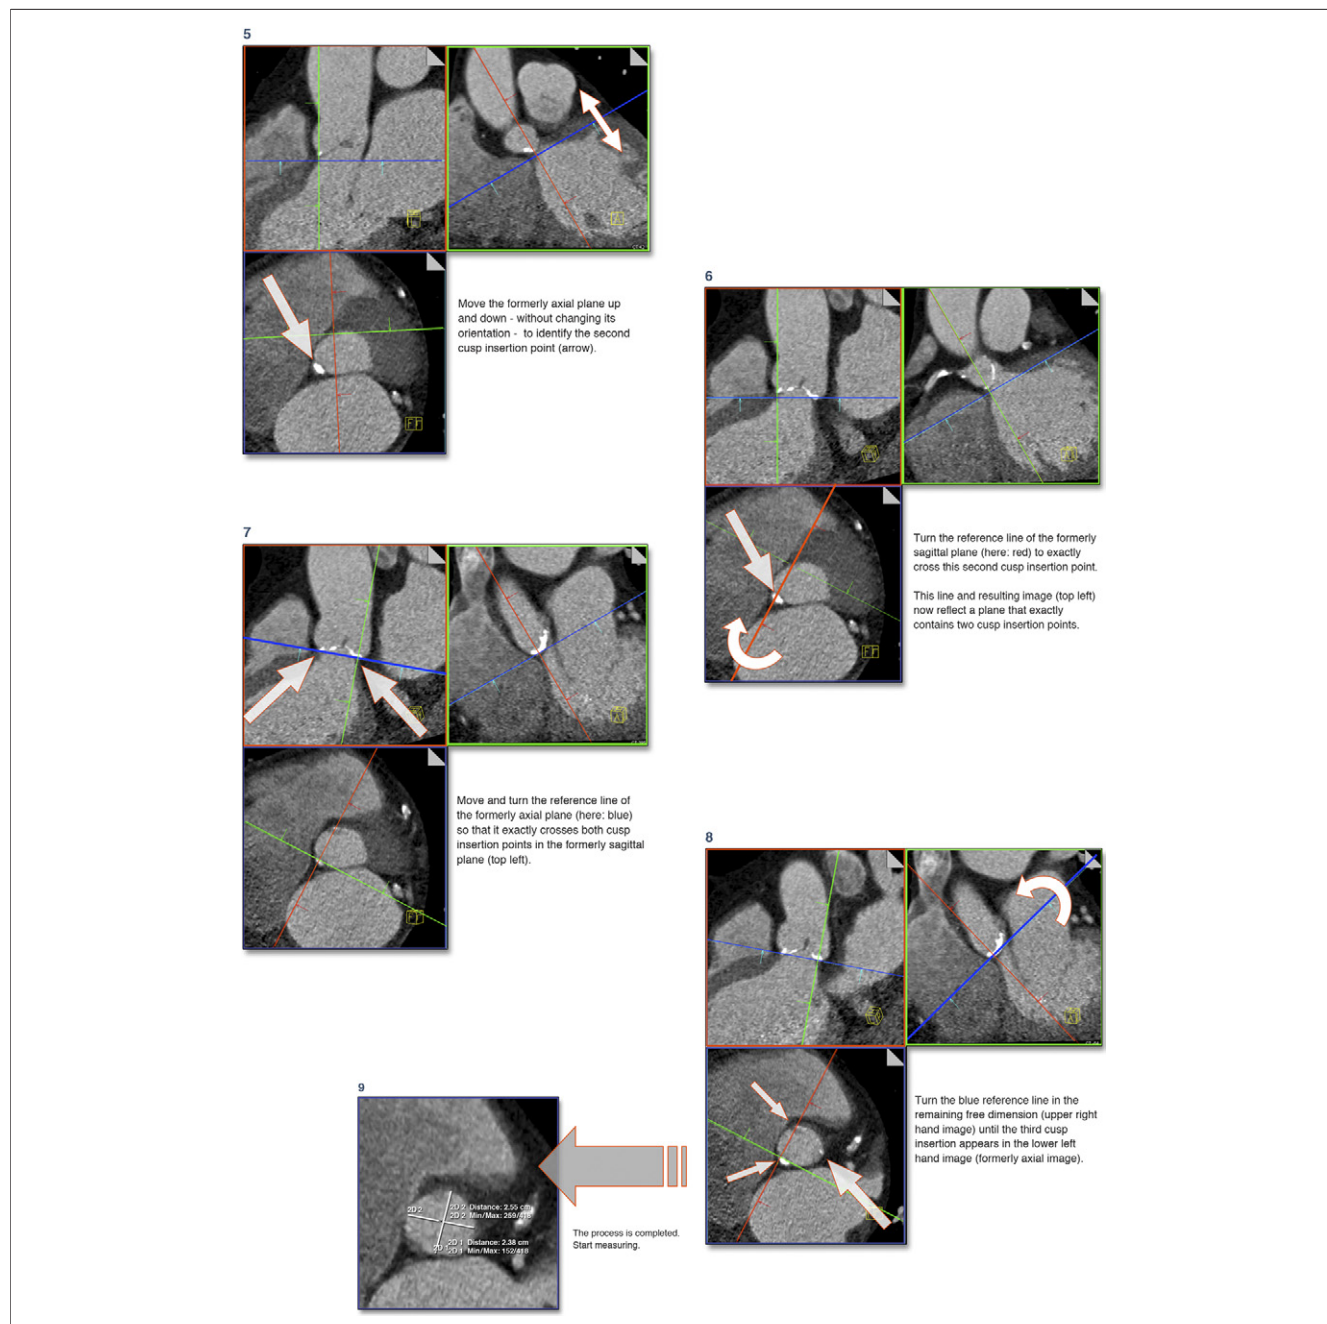 5
Move the formerly axial plane up
and down - without changing its
orientation - to identify the second
cusp insertion point (arrow).
6
Turn the reference line of the formerly
sagittal plane (here: red) to exactly
cross this second cusp insertion point.
This line and resulting image (top left)
now reflect a plane that exactly
contains two cusp insertion points.
7
Move and turn the reference line of
the formerly axial plane (here: blue)
so that it exactly crosses both cusp
insertion points in the formerly sagittal
plane (top left).
8
Turn the blue reference line in the
remaining free dimension (upper right
hand image) until the third cusp
insertion appears in the lower left
hand image (formerly axial image).
9
2D 2
2D 2 Distance: 2.55 cm
2D 2 Min/Max: 269/418
2D 1
2D 1 Distance: 2.38 cm
2D 1 Min/Max: 152/418
The process is completed.
Start measuring.